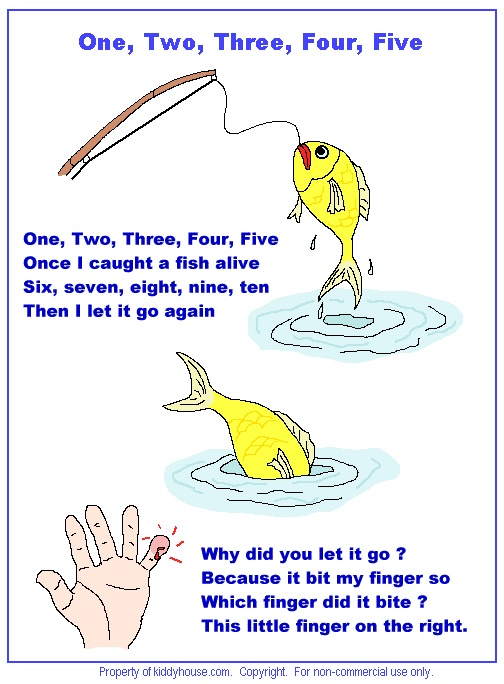 One, Two, Three, Four, Five
One, Two, Three, Four, Five
Once I caught a fish alive
Six, seven, eight, nine, ten
Then I let it go again
Why did you let it go ?
Because it bit my finger so
Which finger did it bite ?
This little finger on the right.
Property of kiddyhouse.com. Copyright. For non-commercial use only.